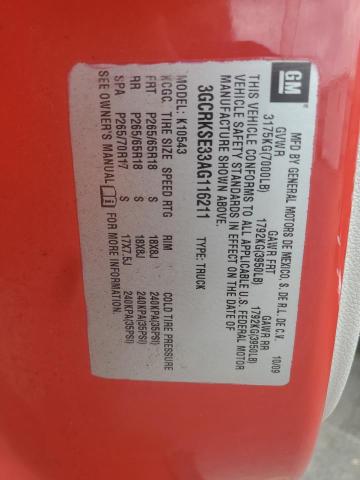 GM
MFD BY GENERAL MOTORS DE MEXICO, S. DE R.L. DE C.V. 10/09
GVWR GAWR FRT GAWR RR
3175KG(7000LB) 1792KG(3950LB) 1792KG(3950LB)
THIS VEHICLE CONFORMS TO ALL APPLICABLE U.S. FEDERAL MOTOR
VEHICLE SAFETY STANDARDS IN EFFECT ON THE DATE OF
MANUFACTURE SHOWN ABOVE.
3GCRKSE33AG116211 TYPE: TRUCK
MODEL: K10543
KCGC. TIRE SIZE SPEED RTG RIM COLD TIRE PRESSURE
FRT P265/65R18 S 18X8J 240KPA(35PSI)
RR P265/65R18 S 18X8J 240KPA(35PSI)
SPA P265/70R17 S 17X7.5J 240KPA(35PSI)
SEE OWNER'S MANUAL FOR MORE INFORMATION.